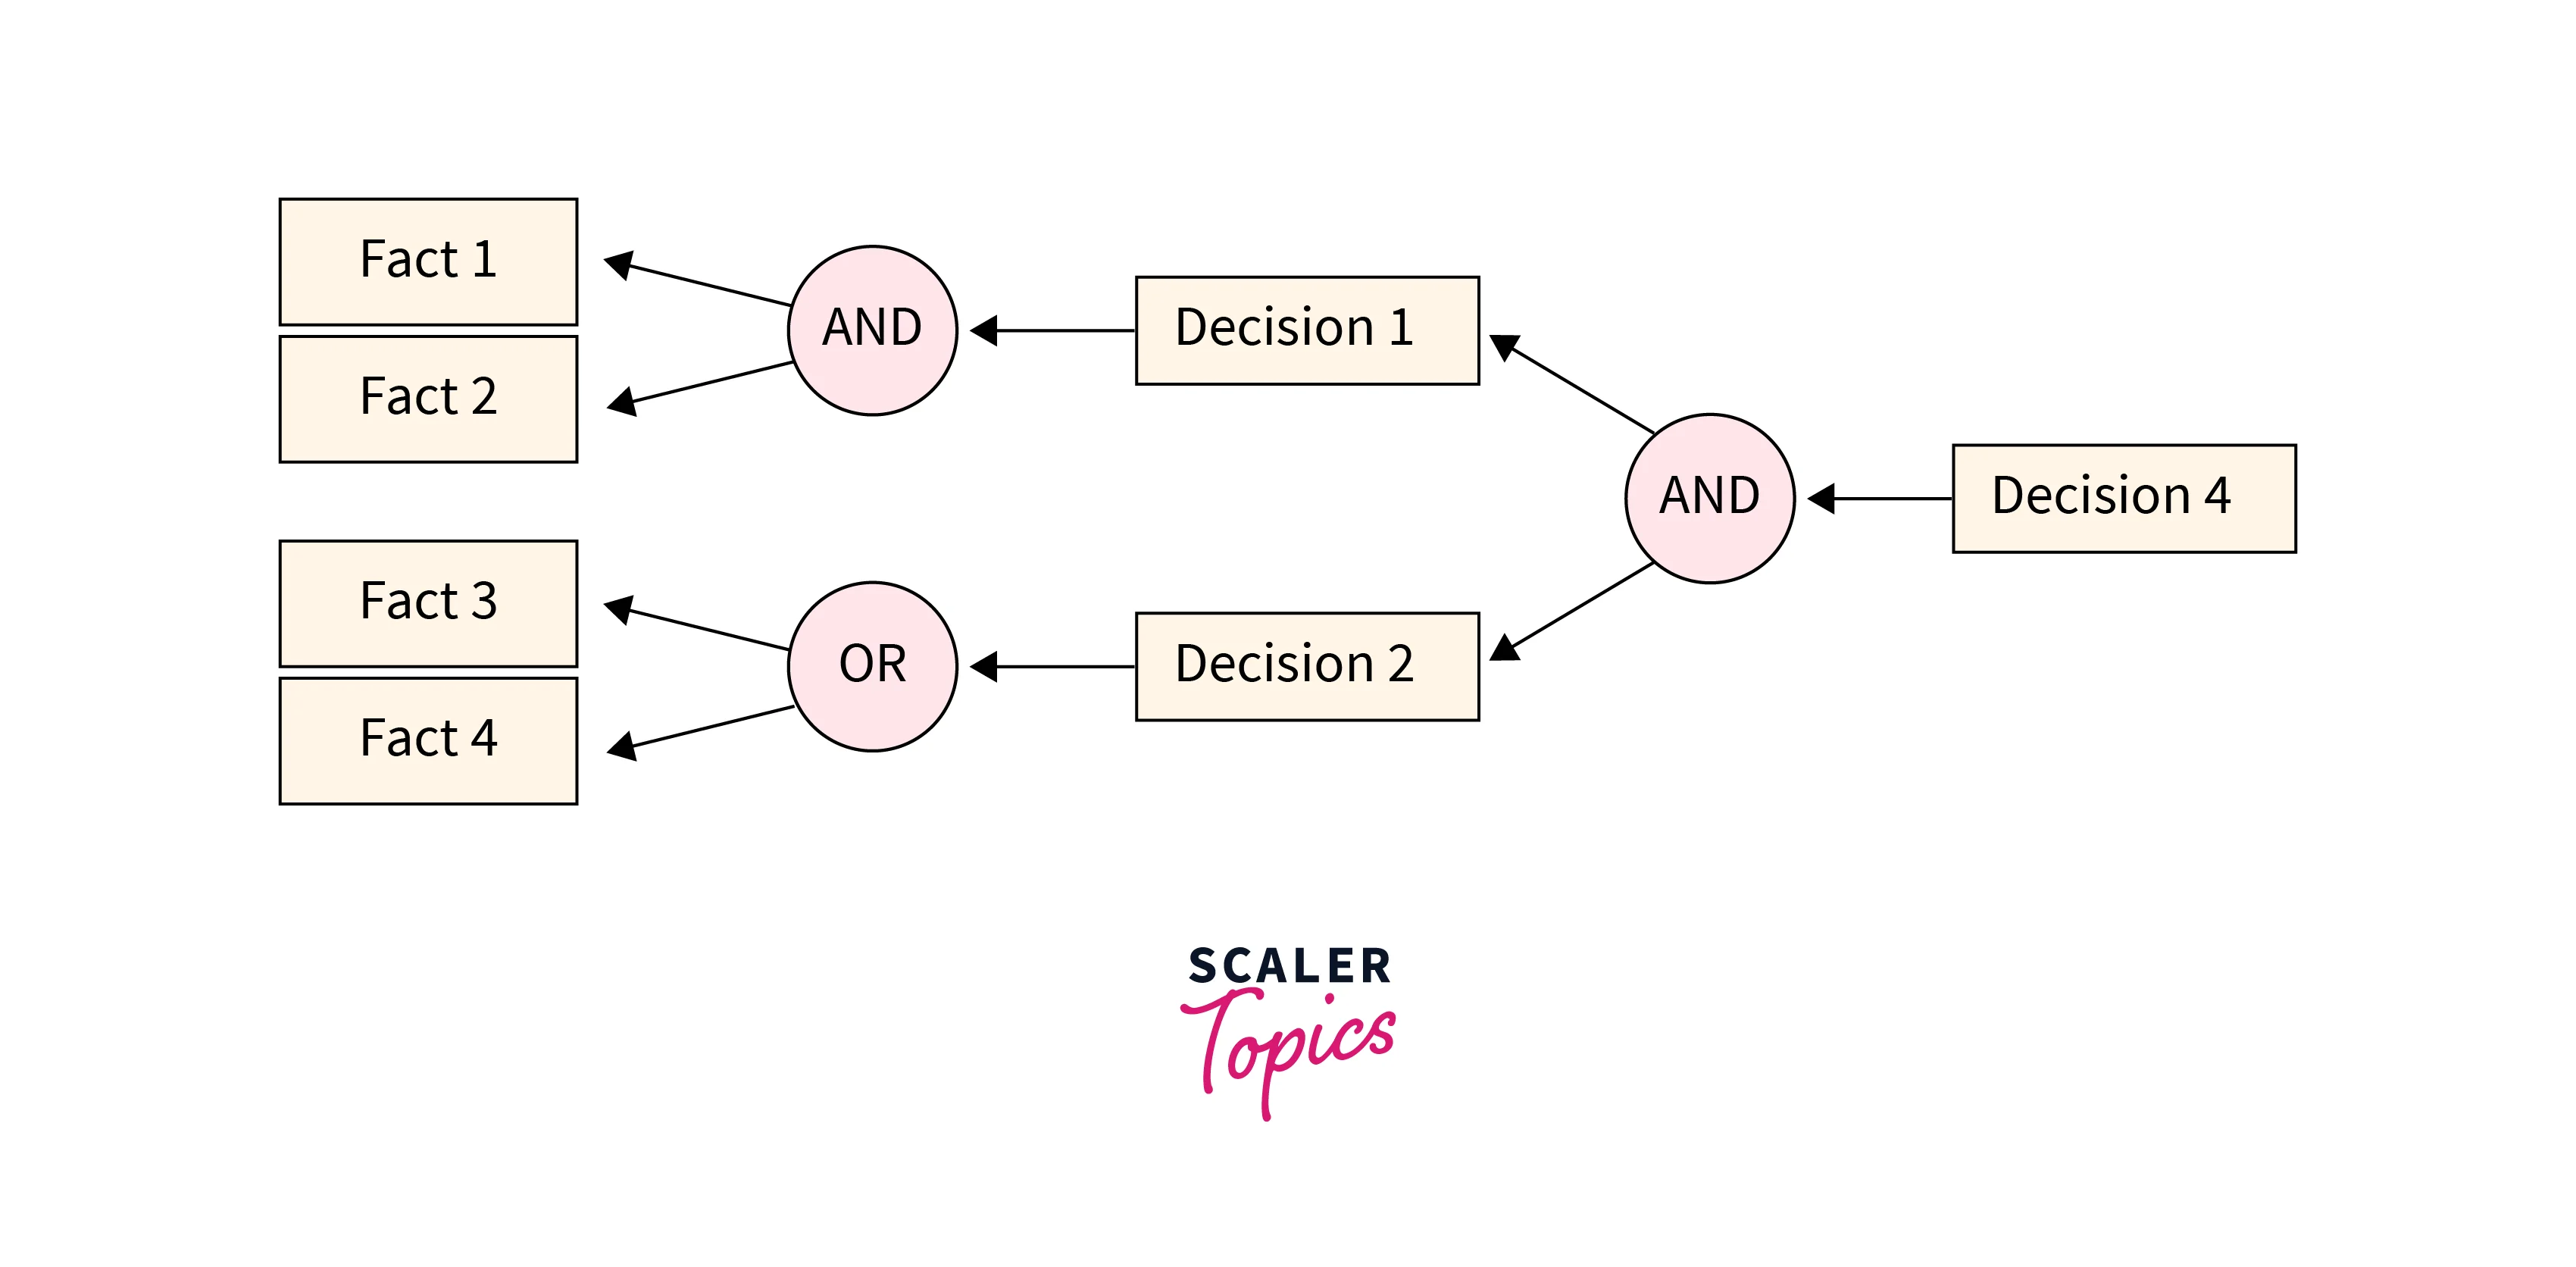 Fact 1
Fact 2
AND
Decision 1
AND
Decision 4
Fact 3
Fact 4
OR
Decision 2
SCALER
Topics